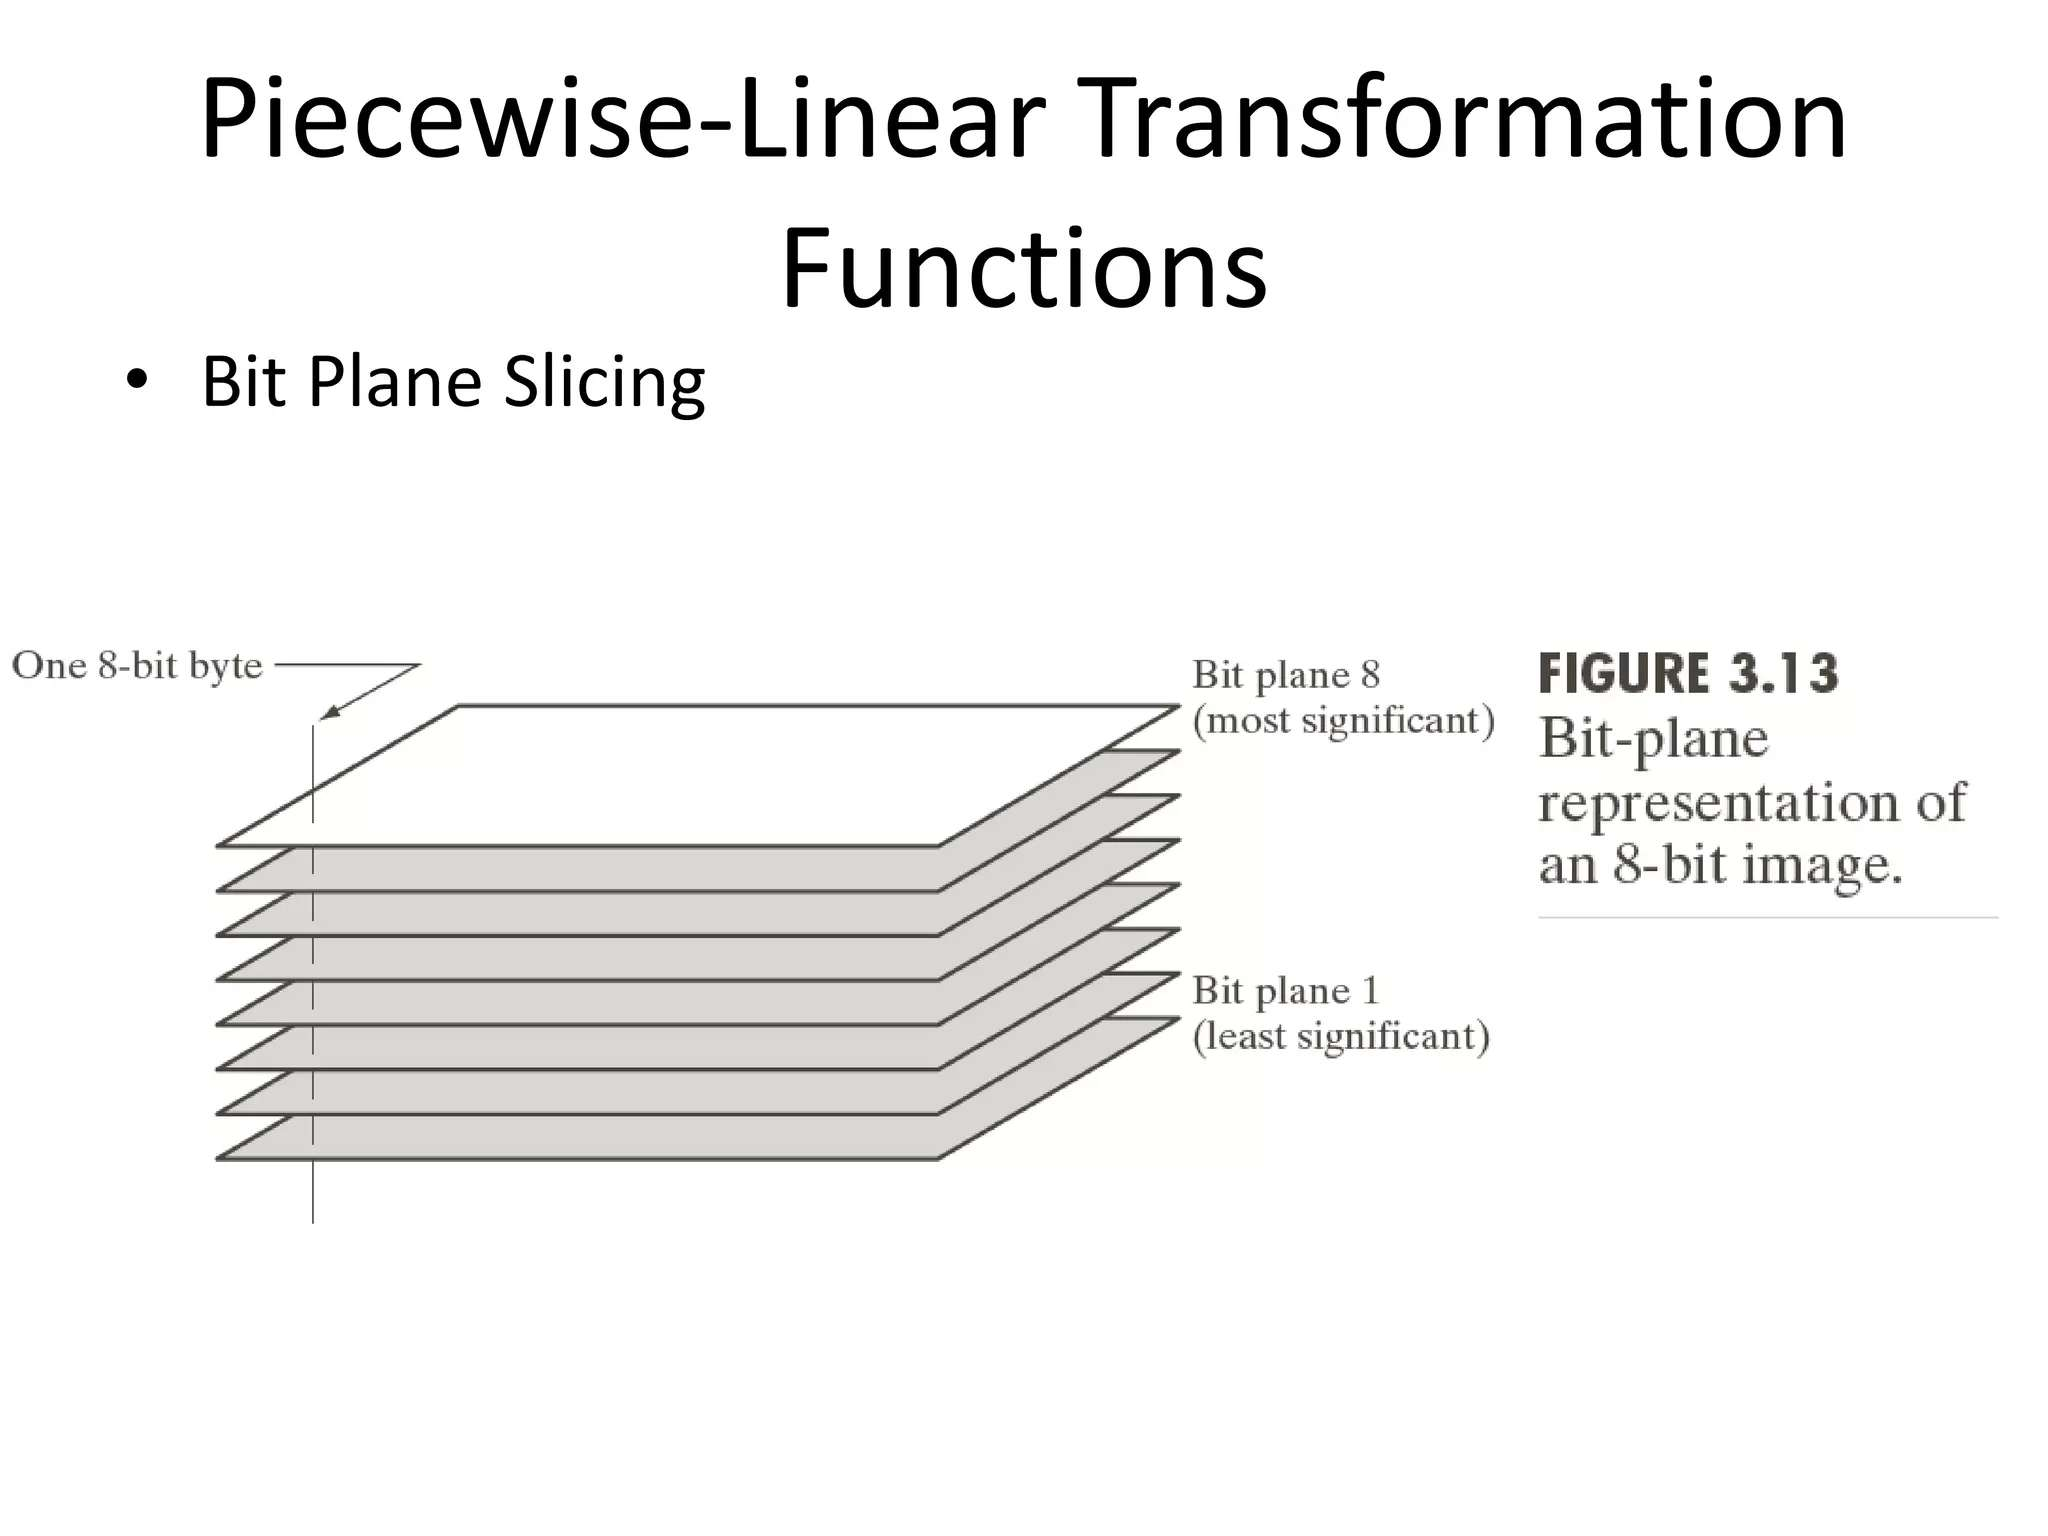 Piecewise-Linear Transformation
Functions
• Bit Plane Slicing
One 8-bit byte
Bit plane 8
(most significant)
FIGURE 3.13
Bit-plane
representation of
an 8-bit image.
Bit plane 1
(least significant)